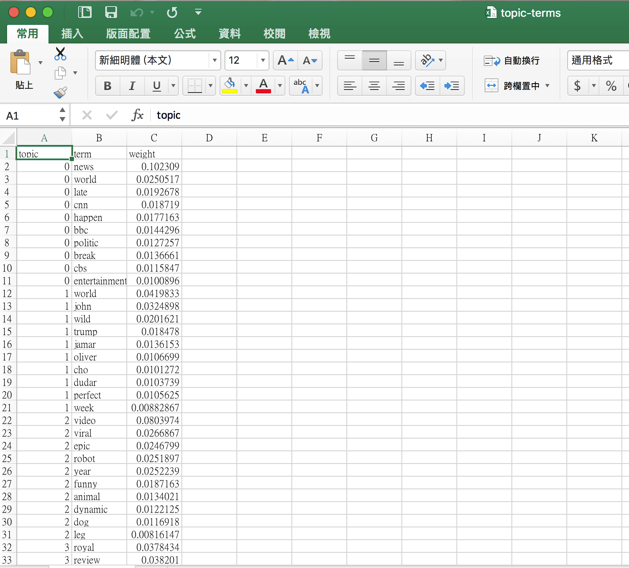 topic-terms
常用 插入 版面配置 公式 資料 校閱 檢視
貼上 新細明體 (本文) 12 A A 自動換行 通用格式
B I U A abc A 跨欄置中 $ %
A1 fx topic
A B C D E F G H I J K
1 topic term weight
2 0 news 0.102309
3 0 world 0.0250517
4 0 late 0.0192678
5 0 cnn 0.018719
6 0 happen 0.0177163
7 0 bbc 0.0144296
8 0 politic 0.0127257
9 0 break 0.0136661
10 0 cbs 0.0115847
11 0 entertainment 0.0100896
12 1 world 0.0419833
13 1 john 0.0324898
14 1 wild 0.0201621
15 1 trump 0.018478
16 1 jamar 0.0136153
17 1 oliver 0.0106699
18 1 cho 0.0101272
19 1 dudar 0.0103739
20 1 perfect 0.0105625
21 1 week 0.00882867
22 2 video 0.0803974
23 2 viral 0.0266867
24 2 epic 0.0246799
25 2 robot 0.0251897
26 2 year 0.0252239
27 2 funny 0.0187163
28 2 animal 0.0134021
29 2 dynamic 0.0122125
30 2 dog 0.0116918
31 2 leg 0.00816147
32 3 royal 0.0378434
33 3 review 0.038201